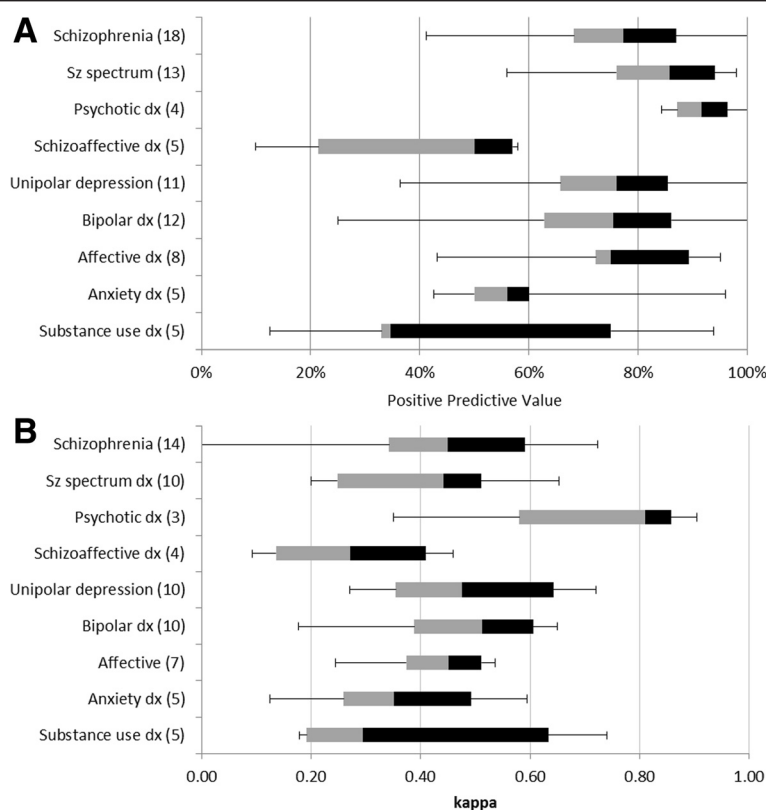 A
Schizophrenia (18)
Sz spectrum (13)
Psychotic dx (4)
Schizoaffective dx (5)
Unipolar depression (11)
Bipolar dx (12)
Affective dx (8)
Anxiety dx (5)
Substance use dx (5)
0% 20% 40% 60% 80% 100%
Positive Predictive Value
B
Schizophrenia (14)
Sz spectrum dx (10)
Psychotic dx (3)
Schizoaffective dx (4)
Unipolar depression (10)
Bipolar dx (10)
Affective (7)
Anxiety dx (5)
Substance use dx (5)
0.00 0.20 0.40 0.60 0.80 1.00
kappa